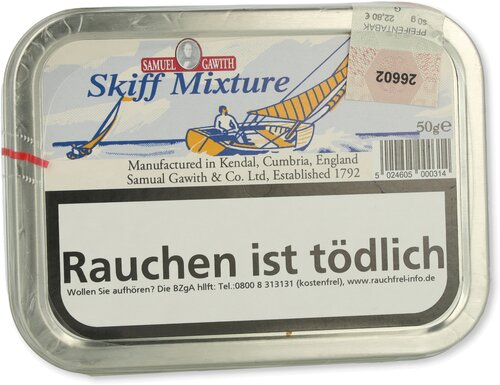 SAMUEL GAWITH
Skiff Mixture
PFEIFENTABAK
50 g 22,80 €
G
26602
50g℮
Manufactured in Kendal, Cumbria, England
Samual Gawith & Co. Ltd, Established 1792
5 024605 000314
Rauchen ist tödlich
Wollen Sie aufhören? Die BZgA hllft: Tel.:0800 8 313131 (kostenfrei), www.rauchfrei-info.de